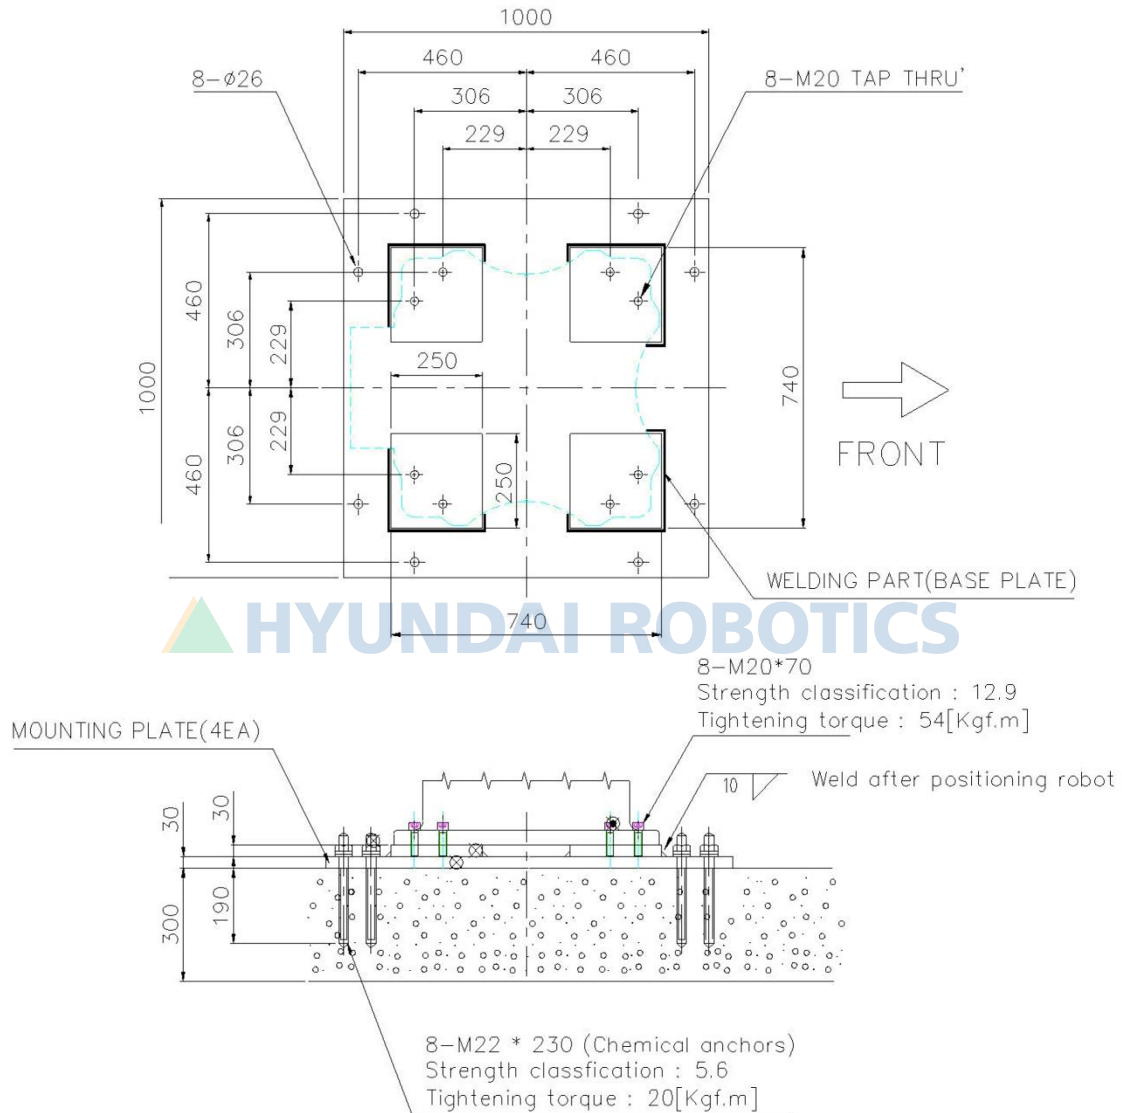 1000
460
460
8-ø26
8-M20 TAP THRU'
306
306
229
229
460
306
229
1000
250
740
FRONT
460
306
229
250
WELDING PART(BASE PLATE)
HYUNDAI ROBOTICS
740
8-M20*70
Strength classification : 12.9
Tightening torque : 54[Kgf.m]
MOUNTING PLATE(4EA)
10
Weld after positioning robot
30
30
300
190
8-M22 * 230 (Chemical anchors)
Strength classfication : 5.6
Tightening torque : 20[Kgf.m]